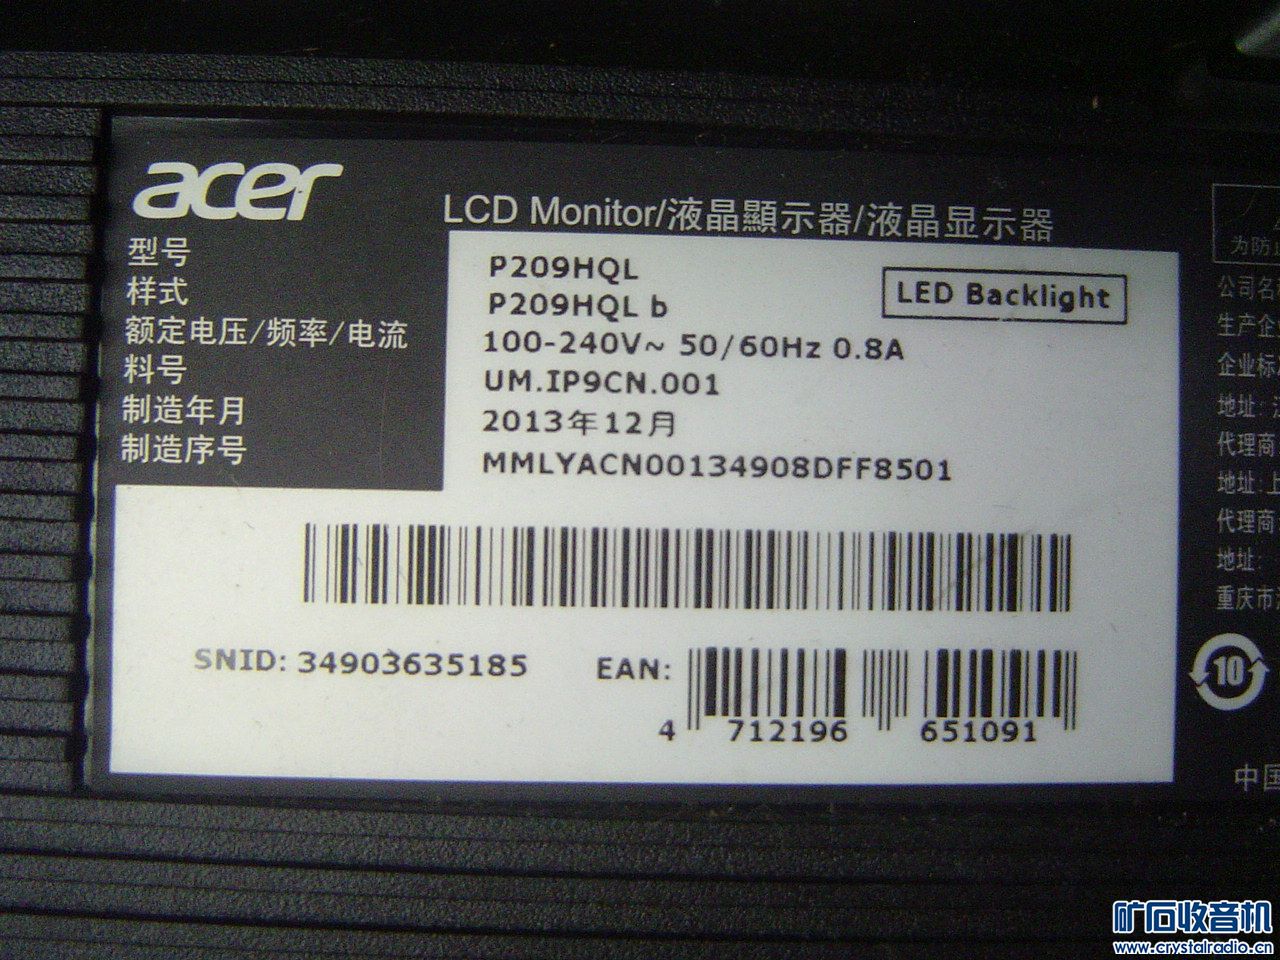 acer
LCD Monitor/液晶顯示器/液晶显示器
型号 P209HQL
样式 P209HQL b
LED Backlight
额定电压/频率/电流 100-240V~ 50/60Hz 0.8A
料号 UM.IP9CN.001
制造年月 2013年12月
制造序号 MMLYACN00134908DFF8501
SNID: 34903635185
EAN:
4 712196 651091
为防
公司名
生产企
企业标
地址:
代理商
地址:上
代理商
地址:
重庆市
10
中国
矿石收音机
www.crystalradio.cn